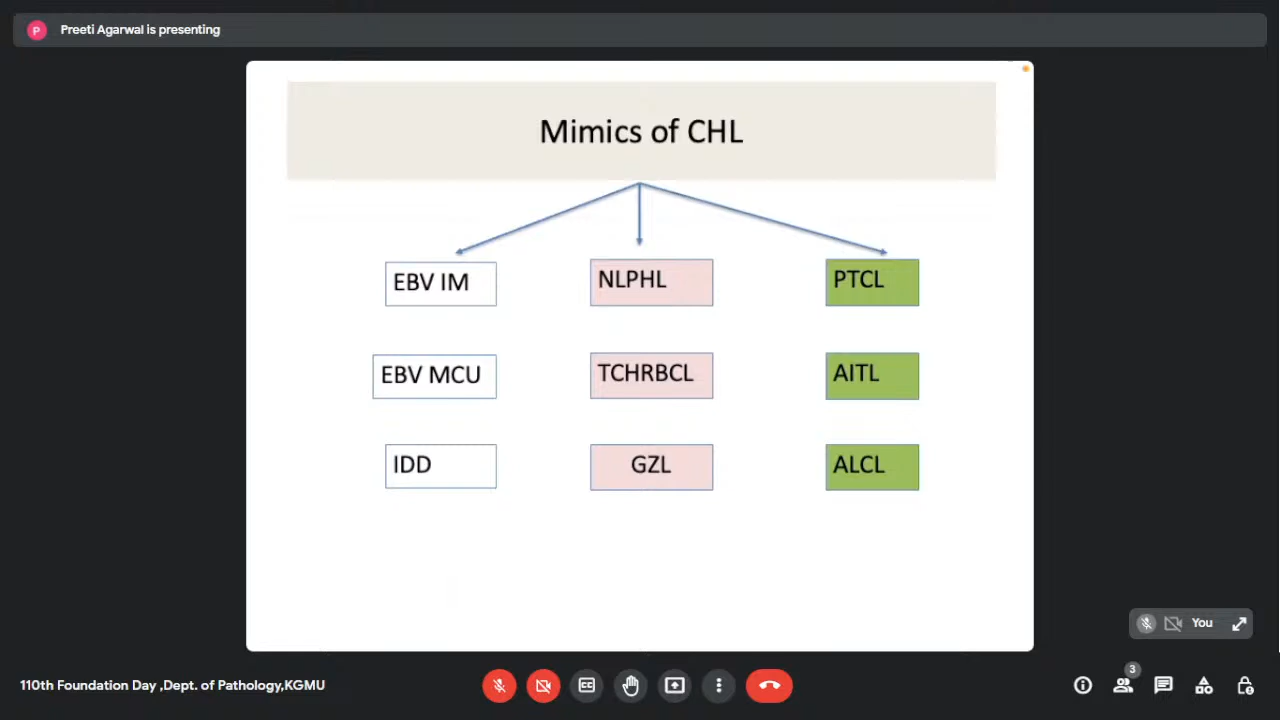 P
Preeti Agarwal is presenting
Mimics of CHL
EBV IM
NLPHL
PTCL
EBV MCU
TCHRBCL
AITL
IDD
GZL
ALCL
You
110th Foundation Day ,Dept. of Pathology,KGMU
3